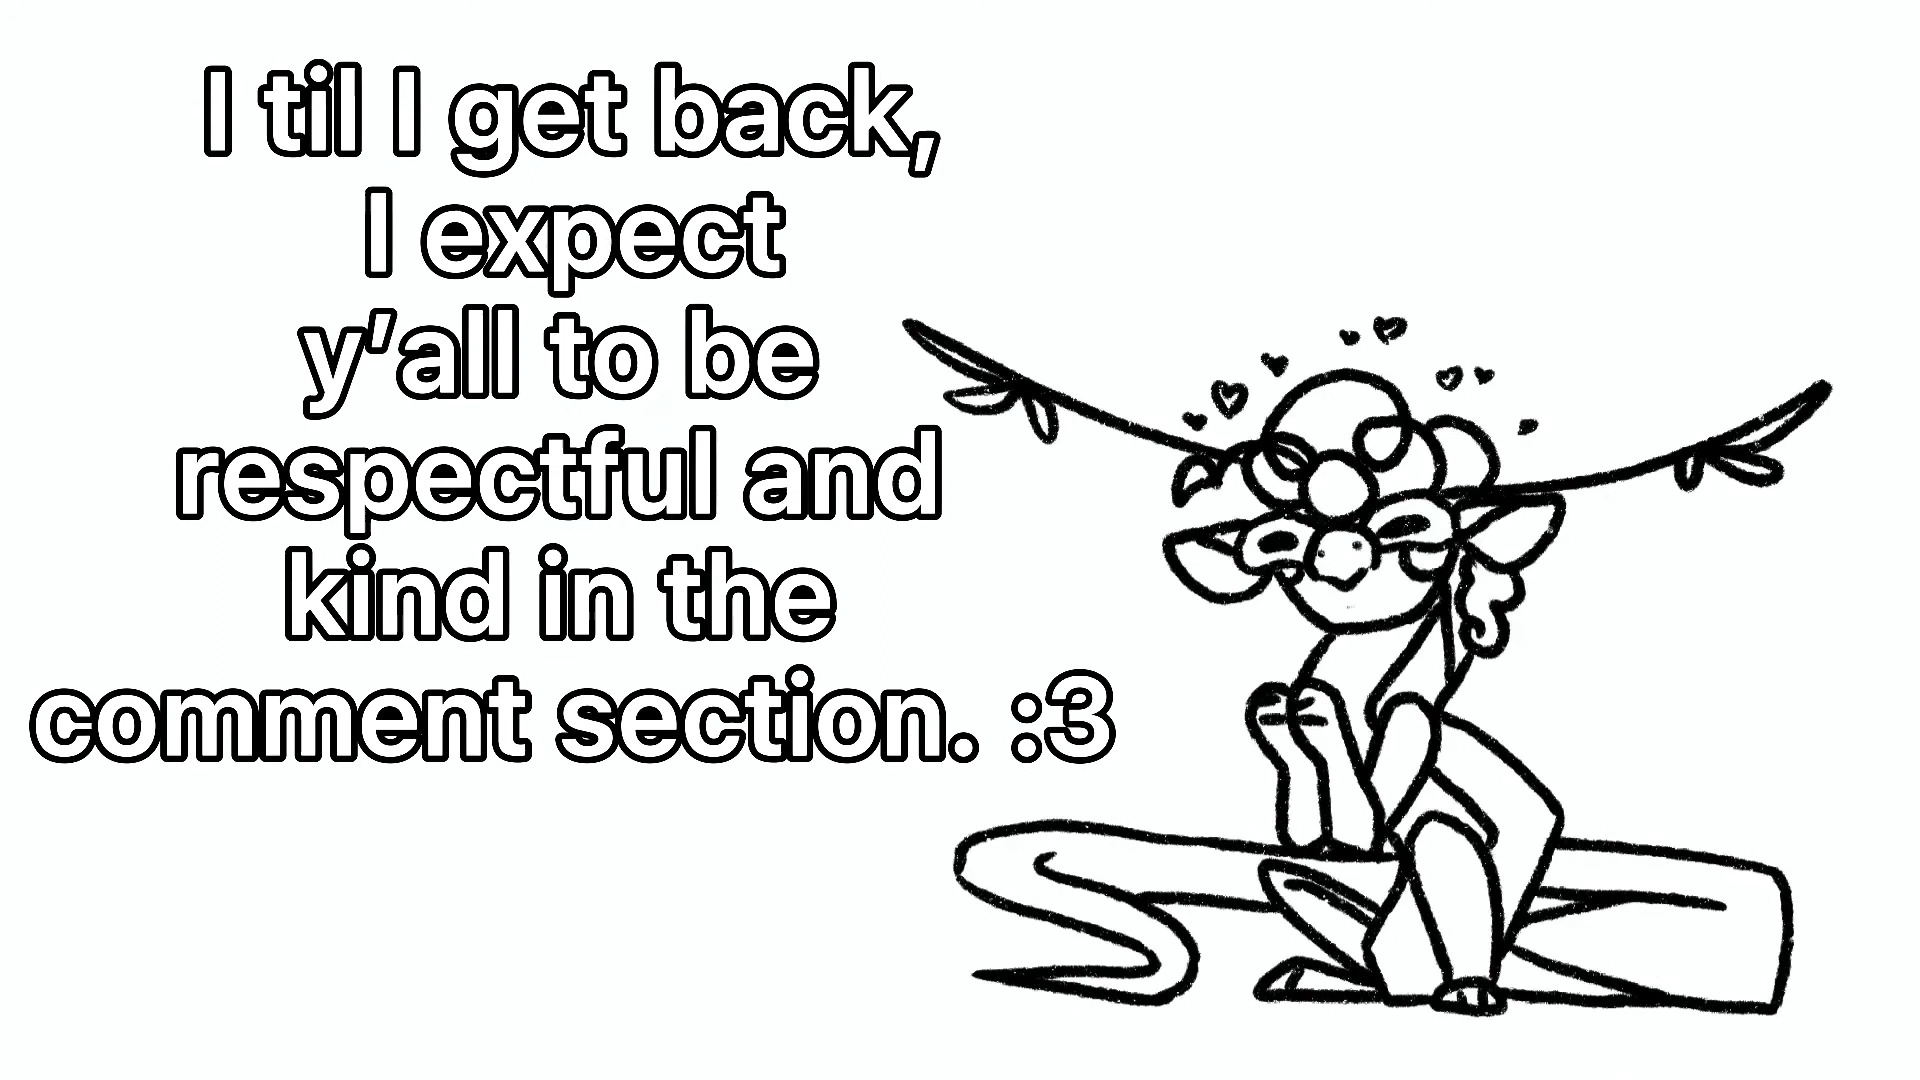 I til I get back,
I expect
y’all to be
respectful and
kind in the
comment section. :3